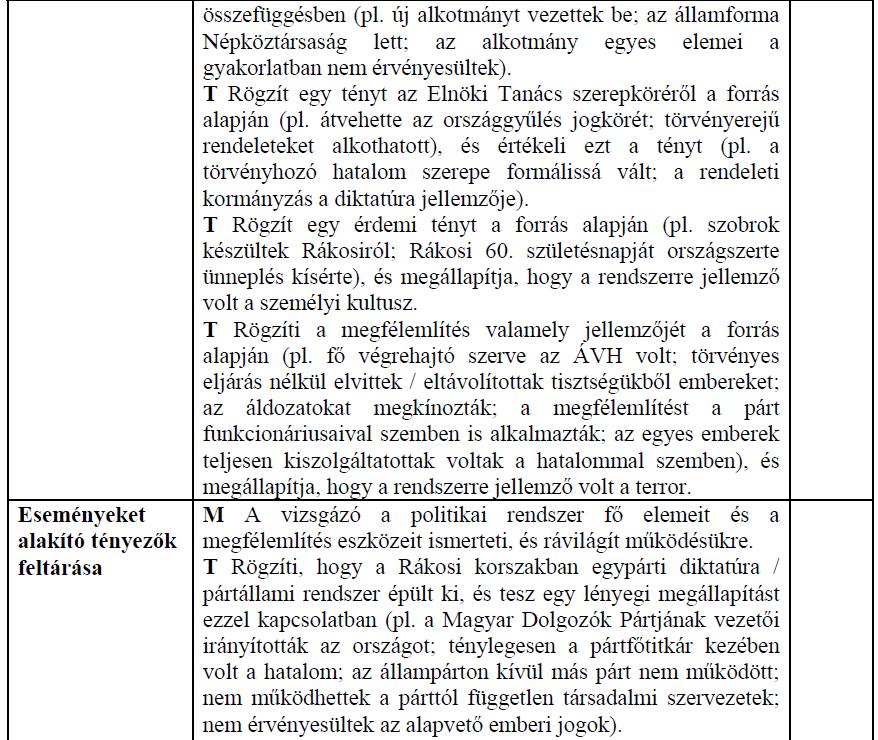 összefüggésben (pl. új alkotmányt vezettek be; az államforma
Népköztársaság lett; az alkotmány egyes elemei a
gyakorlatban nem érvényesültek).
T Rögzít egy tényt az Elnöki Tanács szerepköréről a forrás
alapján (pl. átvehette az országgyűlés jogkörét; törvényerejű
rendeleteket alkothatott), és értékeli ezt a tényt (pl. a
törvényhozó hatalom szerepe formálissá vált; a rendeleti
kormányzás a diktatúra jellemzője).
T Rögzít egy érdemi tényt a forrás alapján (pl. szobrok
készültek Rákosiról; Rákosi 60. születésnapját országszerte
ünneplés kísérte), és megállapítja, hogy a rendszerre jellemző
volt a személyi kultusz.
T Rögzíti a megfélemlítés valamely jellemzőjét a forrás
alapján (pl. fő végrehajtó szerve az ÁVH volt; törvényes
eljárás nélkül elvittek / eltávolítottak tisztségükből embereket;
az áldozatokat megkínozták; a megfélemlítést a párt
funkcionáriusaival szemben is alkalmazták; az egyes emberek
teljesen kiszolgáltatottak voltak a hatalommal szemben), és
megállapítja, hogy a rendszerre jellemző volt a terror.
Eseményeket
alakító tényezők
feltárása
M A vizsgázó a politikai rendszer fő elemeit és a
megfélemlítés eszközeit ismerteti, és rávilágít működésükre.
T Rögzíti, hogy a Rákosi korszakban egypárti diktatúra /
pártállami rendszer épült ki, és tesz egy lényegi megállapítást
ezzel kapcsolatban (pl. a Magyar Dolgozók Pártjának vezetői
irányították az országot; ténylegesen a pártfőtitkár kezében
volt a hatalom; az állampárton kívül más párt nem működött;
nem működhettek a párttól független társadalmi szervezetek;
nem érvényesültek az alapvető emberi jogok).